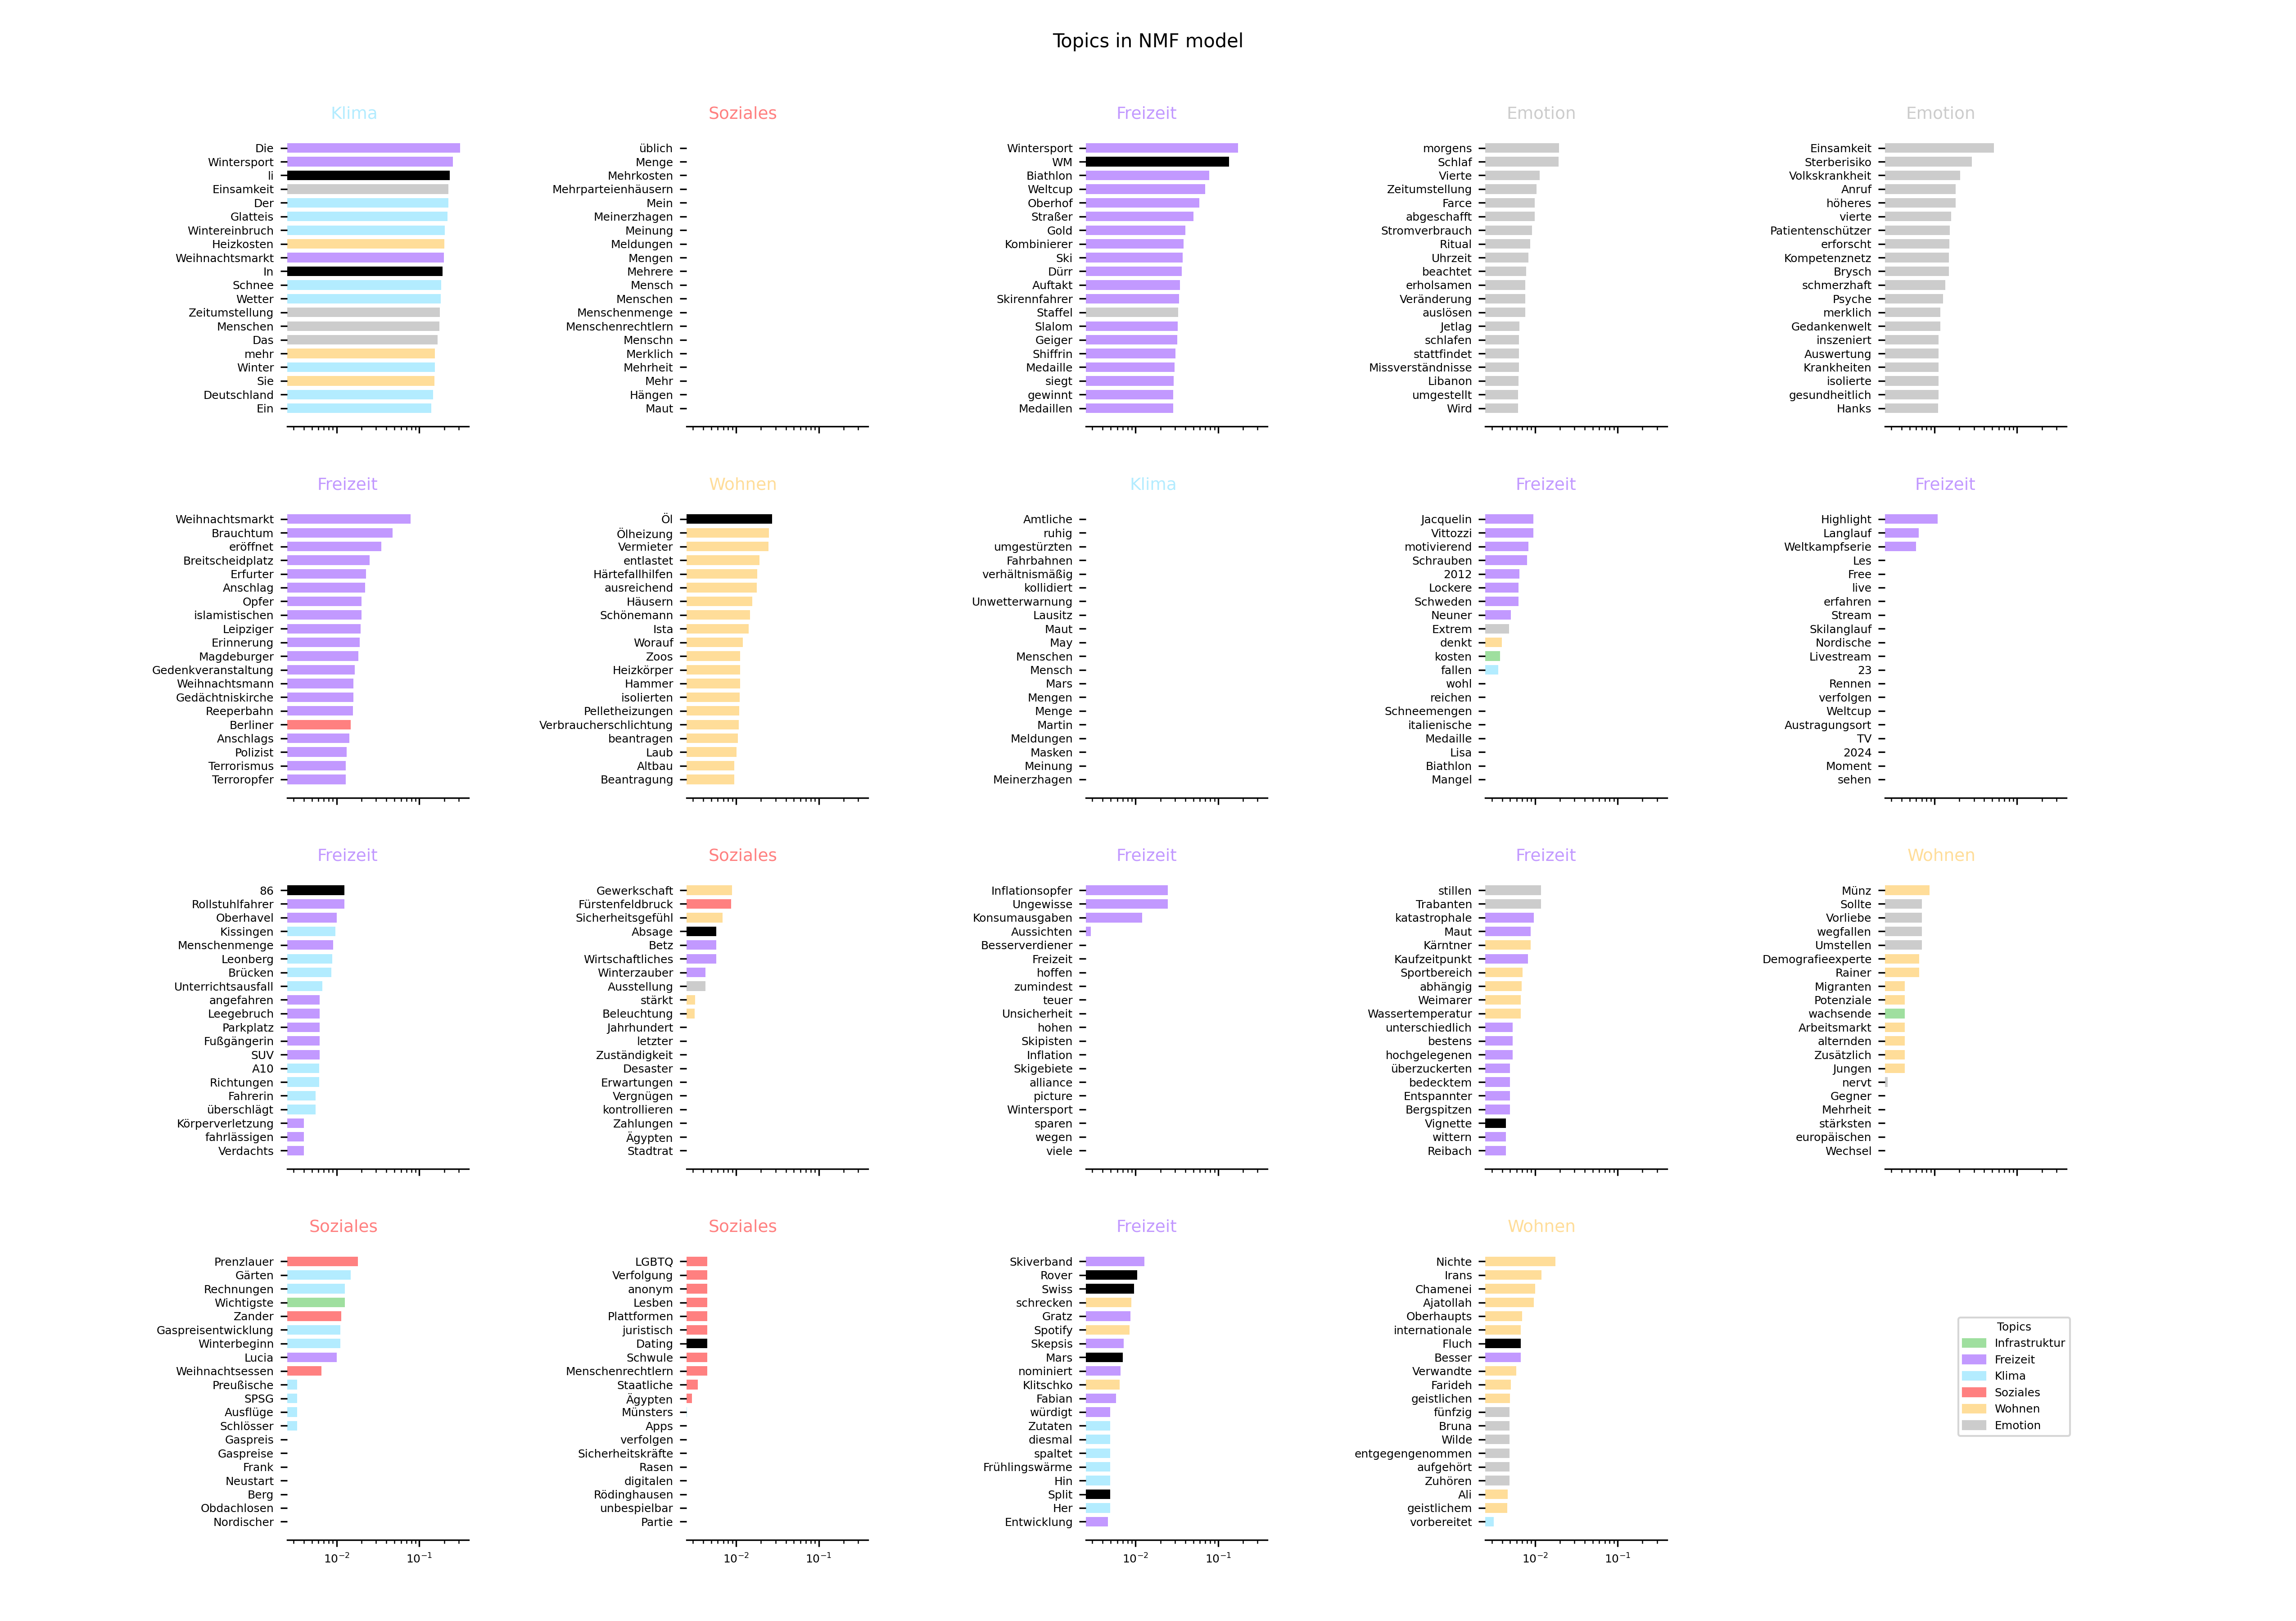 Topics in NMF model
Klima
Die
Wintersport
li
Einsamkeit
Der
Glatteis
Wintereinbruch
Heizkosten
Weihnachtsmarkt
In
Schnee
Wetter
Zeitumstellung
Menschen
Das
mehr
Winter
Sie
Deutschland
Ein
Soziales
üblich
Menge
Mehrkosten
Mehrparteienhäusern
Mein
Meinerzhagen
Meinung
Meldungen
Mengen
Mehrere
Mensch
Menschen
Menschenmenge
Menschenrechtlern
Menschn
Merklich
Mehrheit
Mehr
Hängen
Maut
Freizeit
Wintersport
WM
Biathlon
Weltcup
Oberhof
Straßer
Gold
Kombinierer
Ski
Dürr
Auftakt
Skirennfahrer
Staffel
Slalom
Geiger
Shiffrin
Medaille
siegt
gewinnt
Medaillen
Emotion
morgens
Schlaf
Vierte
Zeitumstellung
Farce
abgeschafft
Stromverbrauch
Ritual
Uhrzeit
beachtet
erholsamen
Veränderung
auslösen
Jetlag
schlafen
stattfindet
Missverständnisse
Libanon
umgestellt
Wird
Emotion
Einsamkeit
Sterberisiko
Volkskrankheit
Anruf
höheres
vierte
Patientenschützer
erforscht
Kompetenznetz
Brysch
schmerzhaft
Psyche
merklich
Gedankenwelt
inszeniert
Auswertung
Krankheiten
isolierte
gesundheitlich
Hanks
Freizeit
Weihnachtsmarkt
Brauchtum
eröffnet
Breitscheidplatz
Erfurter
Anschlag
Opfer
islamistischen
Leipziger
Erinnerung
Magdeburger
Gedenkveranstaltung
Weihnachtsmann
Gedächtniskirche
Reeperbahn
Berliner
Anschlags
Polizist
Terrorismus
Terroropfer
Wohnen
Öl
Ölheizung
Vermieter
entlastet
Härtefallhilfen
ausreichend
Häusern
Schönemann
Ista
Worauf
Zoos
Heizkörper
Hammer
isolierten
Pelletheizungen
Verbraucherschlichtung
beantragen
Laub
Altbau
Beantragung
Klima
Amtliche
ruhig
umgestürzten
Fahrbahnen
verhältnismäßig
kollidiert
Unwetterwarnung
Lausitz
Maut
May
Menschen
Mensch
Mars
Mengen
Menge
Martin
Meldungen
Masken
Meinung
Meinerzhagen
Freizeit
Jacquelin
Vittozzi
motivierend
Schrauben
2012
Lockere
Schweden
Neuner
Extrem
denkt
kosten
fallen
wohl
reichen
Schneemengen
italienische
Medaille
Lisa
Biathlon
Mangel
Freizeit
Highlight
Langlauf
Weltkampfserie
Les
Free
live
erfahren
Stream
Skilanglauf
Nordische
Livestream
23
Rennen
verfolgen
Weltcup
Austragungsort
TV
2024
Moment
sehen
Freizeit
86
Rollstuhlfahrer
Oberhavel
Kissingen
Menschenmenge
Leonberg
Brücken
Unterrichtsausfall
angefahren
Leegebruch
Parkplatz
Fußgängerin
SUV
A10
Richtungen
Fahrerin
überschlägt
Körperverletzung
fahrlässigen
Verdachts
Soziales
Gewerkschaft
Fürstenfeldbruck
Sicherheitsgefühl
Absage
Betz
Wirtschaftliches
Winterzauber
Ausstellung
stärkt
Beleuchtung
Jahrhundert
letzter
Zuständigkeit
Desaster
Erwartungen
Vergnügen
kontrollieren
Zahlungen
Ägypten
Stadtrat
Freizeit
Inflationsopfer
Ungewisse
Konsumausgaben
Aussichten
Besserverdiener
Freizeit
hoffen
zumindest
teuer
Unsicherheit
hohen
Skipisten
Inflation
Skigebiete
alliance
picture
Wintersport
sparen
wegen
viele
Freizeit
stillen
Trabanten
katastrophale
Maut
Kärntner
Kaufzeitpunkt
Sportbereich
abhängig
Weimarer
Wassertemperatur
unterschiedlich
bestens
hochgelegenen
überzuckerten
bedecktem
Entspannter
Bergspitzen
Vignette
wittern
Reibach
Wohnen
Münz
Sollte
Vorliebe
wegfallen
Umstellen
Demografieexperte
Rainer
Migranten
Potenziale
wachsende
Arbeitsmarkt
alternden
Zusätzlich
Jungen
nervt
Gegner
Mehrheit
stärksten
europäischen
Wechsel
Soziales
Prenzlauer
Gärten
Rechnungen
Wichtigste
Zander
Gaspreisentwicklung
Winterbeginn
Lucia
Weihnachtsessen
Preußische
SPSG
Ausflüge
Schlösser
Gaspreis
Gaspreise
Frank
Neustart
Berg
Obdachlosen
Nordischer
10⁻² 10⁻¹
Soziales
LGBTQ
Verfolgung
anonym
Lesben
Plattformen
juristisch
Dating
Schwule
Menschenrechtlern
Staatliche
Ägypten
Münsters
Apps
verfolgen
Sicherheitskräfte
Rasen
digitalen
Rödinghausen
unbespielbar
Partie
10⁻² 10⁻¹
Freizeit
Skiverband
Rover
Swiss
schrecken
Gratz
Spotify
Skepsis
Mars
nominiert
Klitschko
Fabian
würdigt
Zutaten
diesmal
spaltet
Frühlingswärme
Hin
Split
Her
Entwicklung
10⁻² 10⁻¹
Wohnen
Nichte
Irans
Chamenei
Ajatollah
Oberhaupts
internationale
Fluch
Besser
Verwandte
Farideh
geistlichen
fünfzig
Bruna
Wilde
entgegengenommen
aufgehört
Zuhören
Ali
geistlichem
vorbereitet
10⁻² 10⁻¹
Topics
Infrastruktur
Freizeit
Klima
Soziales
Wohnen
Emotion